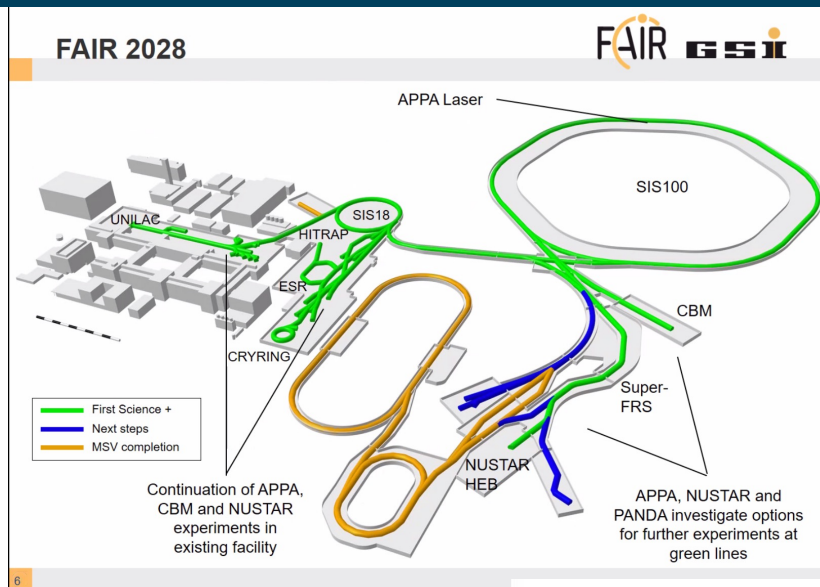 FAIR 2028
FAIR GSI
APPA Laser
SIS100
UNILAC
SIS18
HITRAP
ESR
CRYRING
CBM
Super-
FRS
First Science +
Next steps
MSV completion
NUSTAR
HEB
Continuation of APPA,
CBM and NUSTAR
experiments in
existing facility
APPA, NUSTAR and
PANDA investigate options
for further experiments at
green lines
6